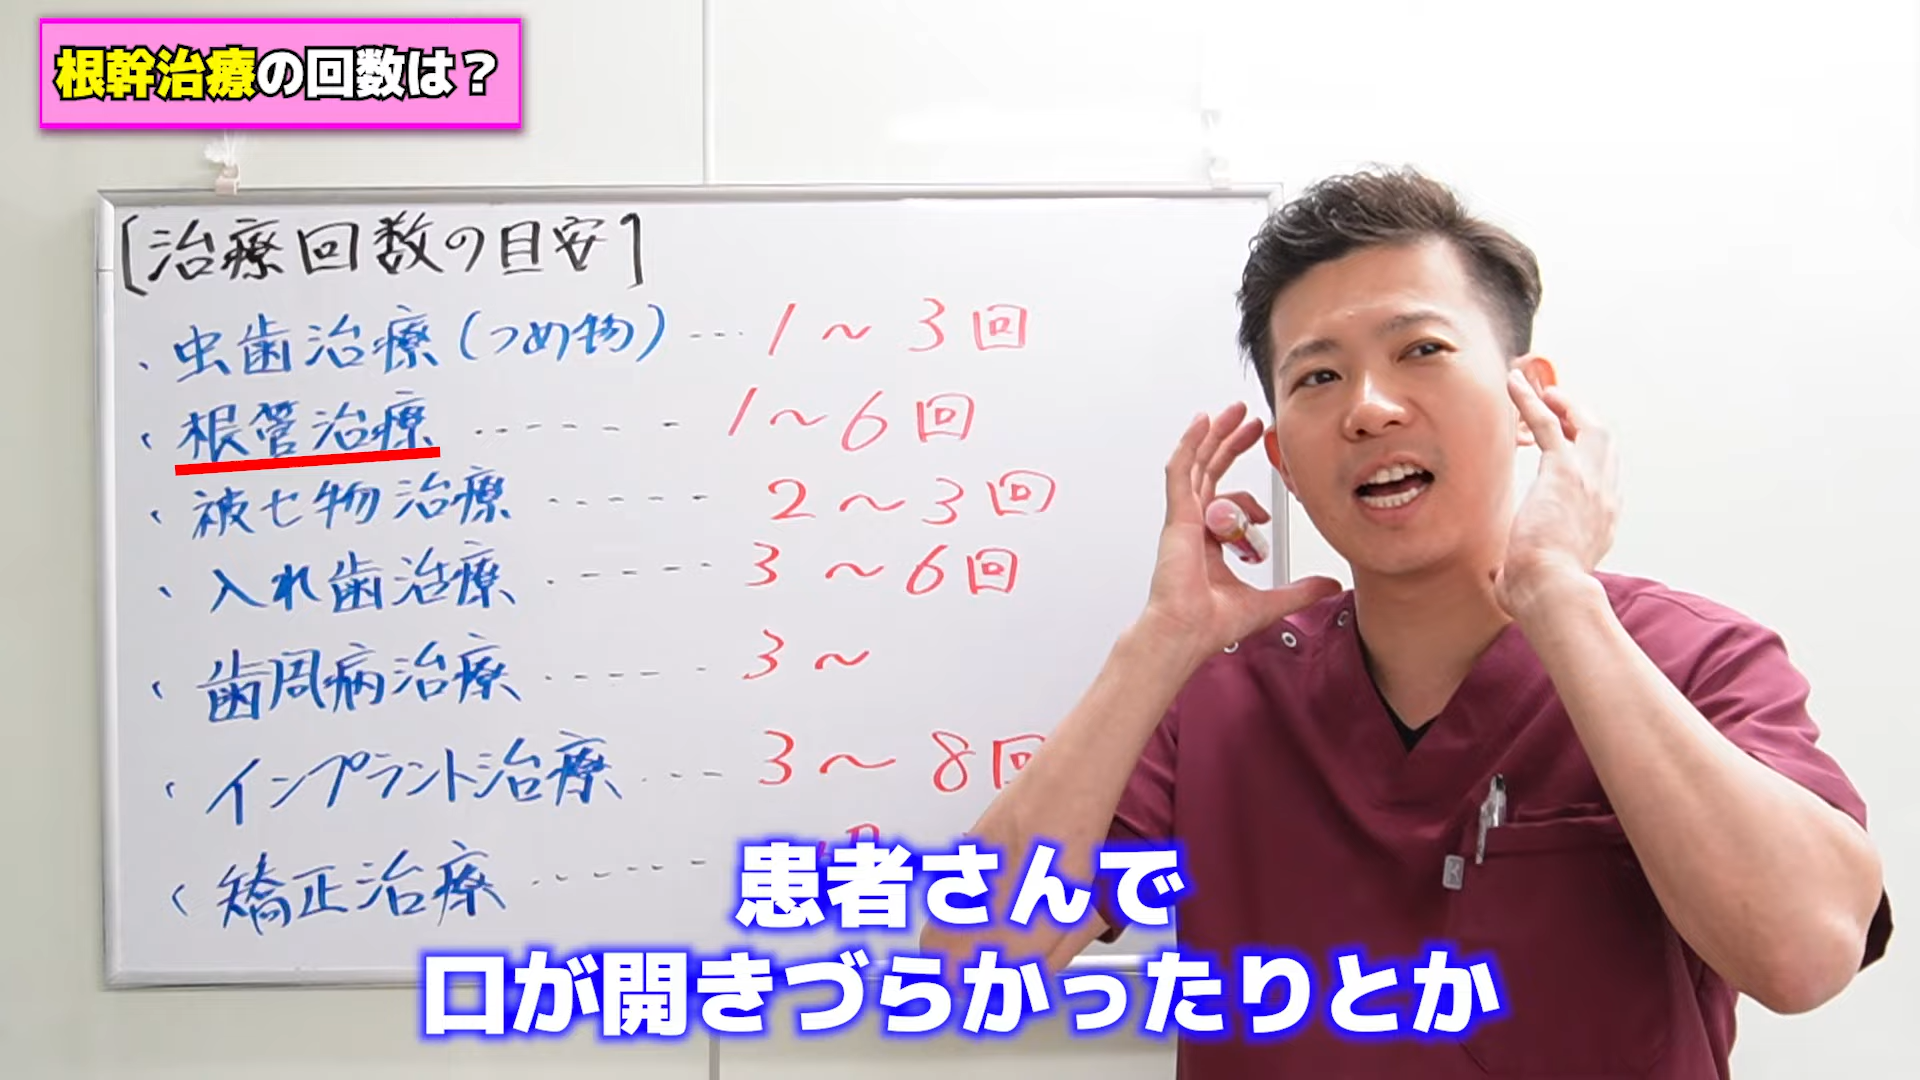 根幹治療の回数は？
[治療回数の目安]
・虫歯治療(つめ物)…1～3回
・根管治療------1～6回
・被せ物治療-----2～3回
・入れ歯治療-----3～6回
・歯周病治療-----3～
・インプラント治療---3～8回
・矯正治療------
患者さんで
口が開きづらかったりとか